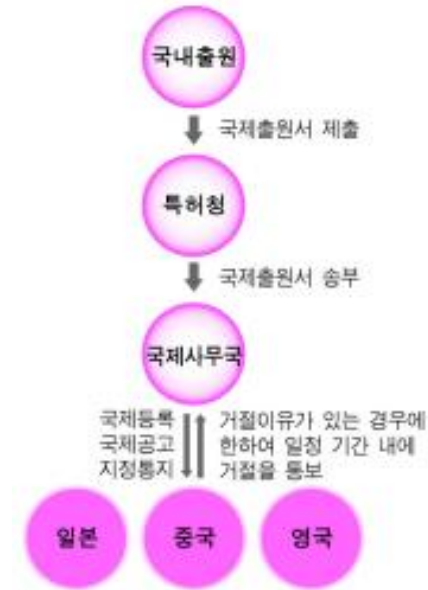 국내출원
국제출원서 제출
특허청
국제출원서 송부
국제사무국
국제등록
국제공고
지정통지
거절이유가 있는 경우에
한하여 일정 기간 내에
거절을 통보
일본
중국
영국